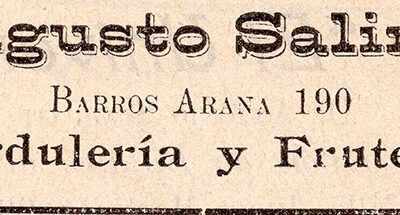 ugusto Salin
BARROS ARANA 190
rdulería y Frute